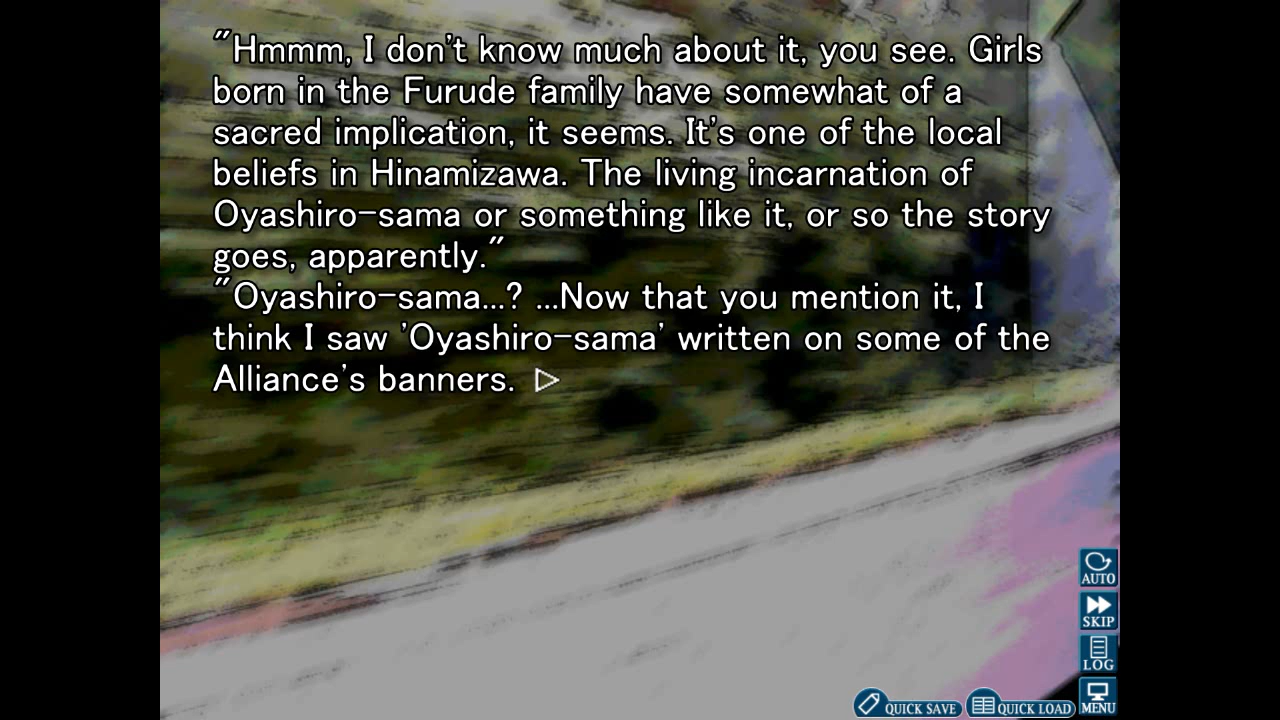 "Hmmm, I don't know much about it, you see. Girls
born in the Furude family have somewhat of a
sacred implication, it seems. It's one of the local
beliefs in Hinamizawa. The living incarnation of
Oyashiro-sama or something like it, or so the story
goes, apparently."
"Oyashiro-sama...? ...Now that you mention it, I
think I saw 'Oyashiro-sama' written on some of the
Alliance's banners.
AUTO
SKIP
LOG
MENU
QUICK SAVE
QUICK LOAD